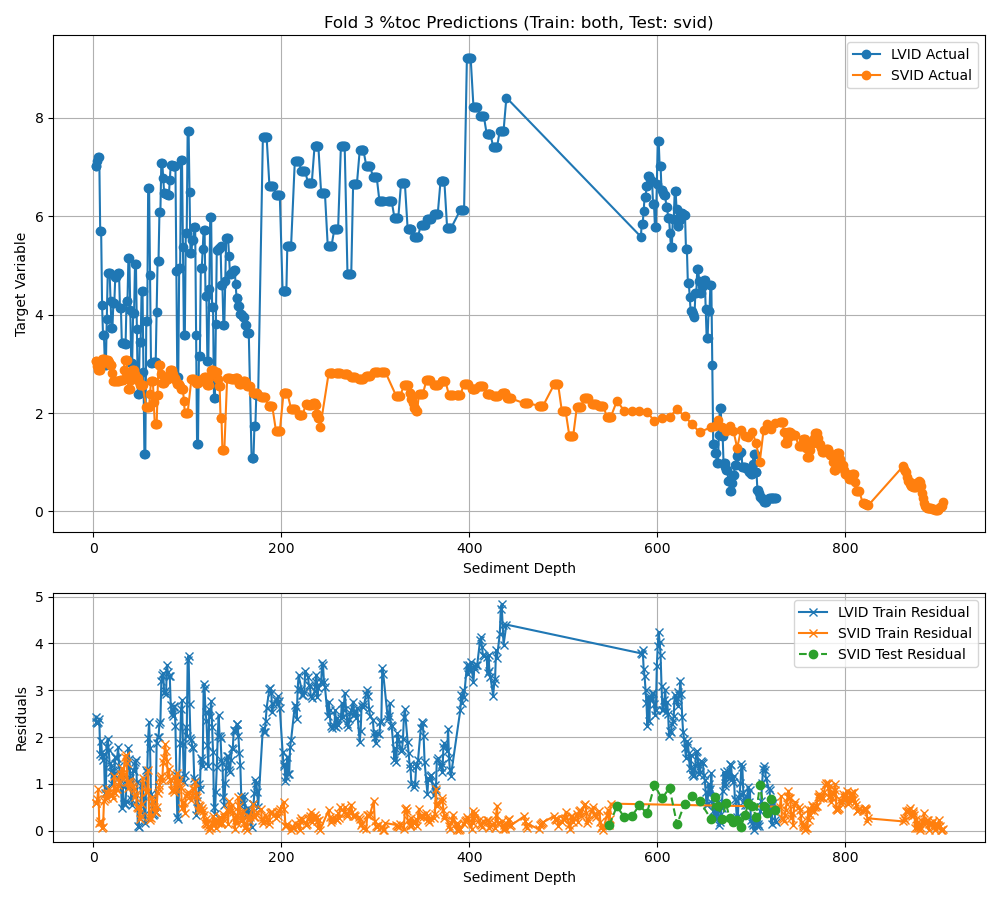 Fold 3 %toc Predictions (Train: both, Test: svid)
LVID Actual
SVID Actual
Target Variable
8
6
4
2
0
0 200 400 600 800
Sediment Depth
LVID Train Residual
SVID Train Residual
SVID Test Residual
Residuals
5
4
3
2
1
0
0 200 400 600 800
Sediment Depth